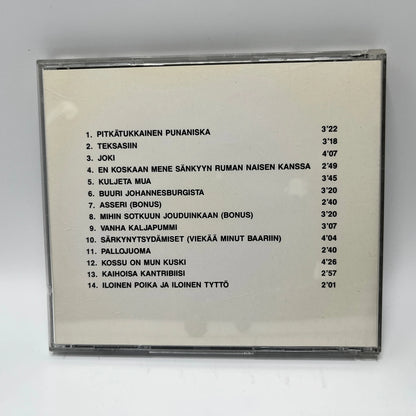 1. PITKÄTUKKAINEN PUNANISKA 3'22
2. TEKSASIIN 3'18
3. JOKI 4'07
4. EN KOSKAAN MENE SÄNKYYN RUMAN NAISEN KANSSA 2'49
5. KULJETA MUA 3'45
6. BUURI JOHANNESBURGISTA 3'20
7. ASSERI (BONUS) 2'40
8. MIHIN SOTKUUN JOUDUINKAAN (BONUS) 3'20
9. VANHA KALJAPUMMI 3'07
10. SÄRKYNYTSYDÄMISET (VIEKÄÄ MINUT BAARIIN) 4'04
11. PALLOJUOMA 2'40
12. KOSSU ON MUN KUSKI 4'26
13. KAIHOISA KANTRIBIISI 2'57
14. ILOINEN POIKA JA ILOINEN TYTTÖ 2'01